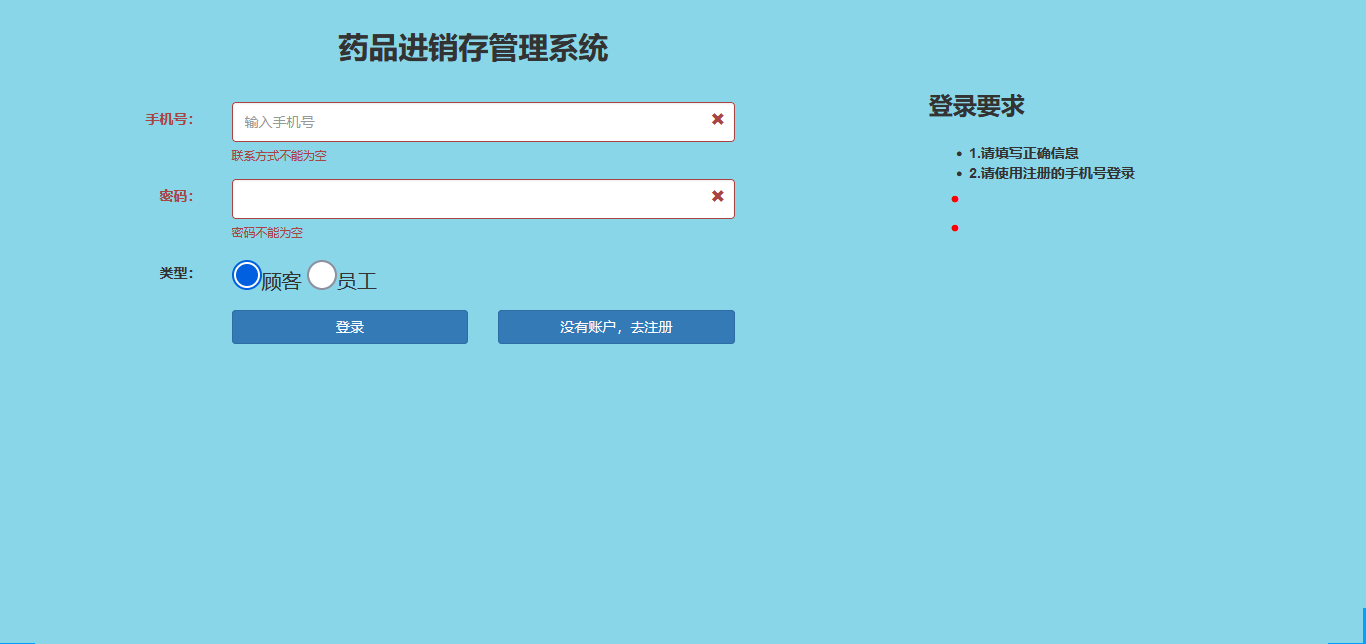 药品进销存管理系统
手机号：
输入手机号
联系方式不能为空
密码：
密码不能为空
类型：
顾客 员工
登录
没有账户，去注册
登录要求
1.请填写正确信息
2.请使用注册的手机号登录